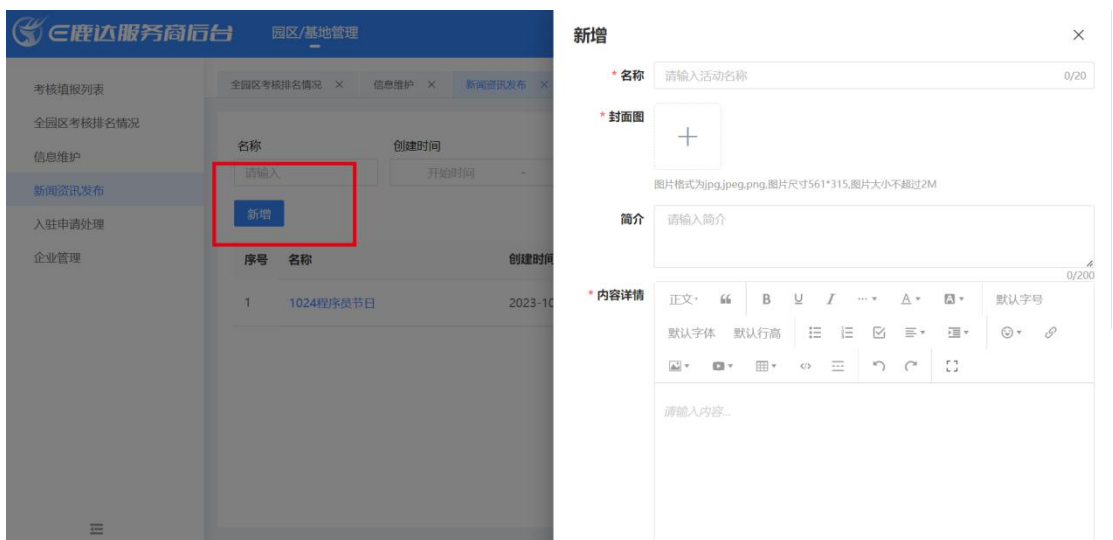 E鹿达服务商后台
园区/基地管理
考核填报列表
全园区考核排名情况
信息维护
新闻资讯发布
入驻申请处理
企业管理
全园区考核排名情况 × 信息维护 × 新闻资讯发布 ×
名称 创建时间
请输入 开始时间 -
新增
序号 名称 创建时间
1 1024程序员节日 2023-10
新增 ×
* 名称 请输入活动名称 0/20
* 封面图 +
图片格式为jpg,jpeg,png,图片尺寸561*315,图片大小不超过2M
简介 请输入简介
0/200
* 内容详情 正文 “ B U I ... A A 默认字号
默认字体 默认行高
请输入内容...